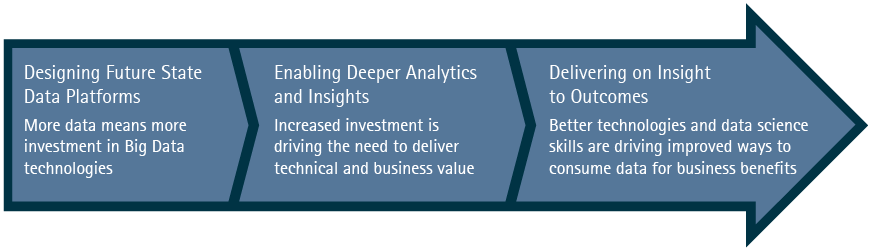 Designing Future State
Data Platforms
More data means more
investment in Big Data
technologies
Enabling Deeper Analytics
and Insights
Increased investment is
driving the need to deliver
technical and business value
Delivering on Insight
to Outcomes
Better technologies and data science
skills are driving improved ways to
consume data for business benefits